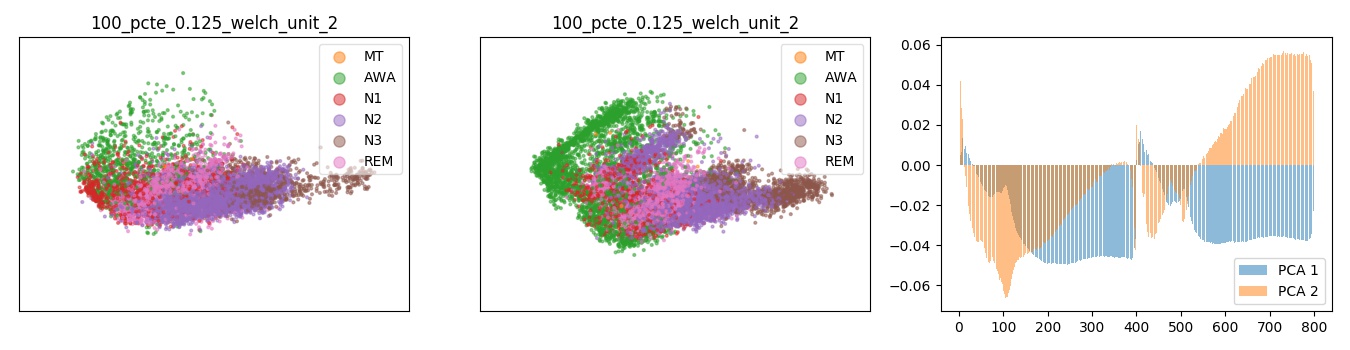 100_pcte_0.125_welch_unit_2
MT
AWA
N1
N2
N3
REM
100_pcte_0.125_welch_unit_2
MT
AWA
N1
N2
N3
REM
0.06
0.04
0.02
0.00
−0.02
−0.04
−0.06
0
100
200
300
400
500
600
700
800
PCA 1
PCA 2